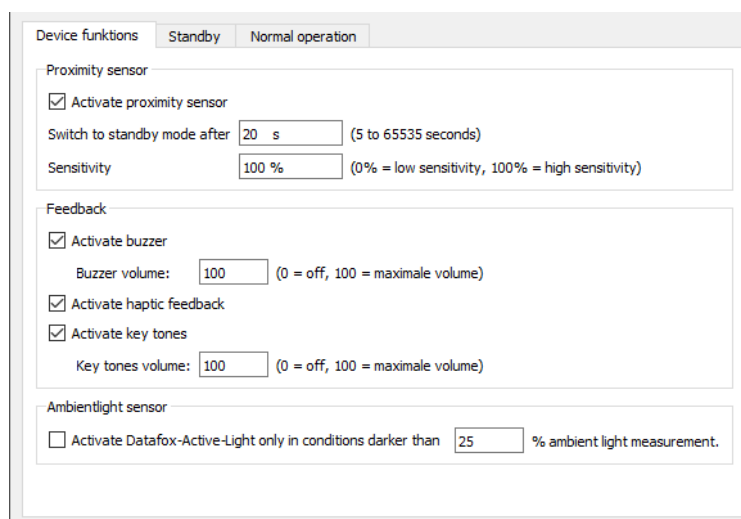 Device funktions Standby Normal operation
Proximity sensor
Activate proximity sensor
Switch to standby mode after 20 s (5 to 65535 seconds)
Sensitivity 100 % (0% = low sensitivity, 100% = high sensitivity)
Feedback
Activate buzzer
Buzzer volume: 100 (0 = off, 100 = maximale volume)
Activate haptic feedback
Activate key tones
Key tones volume: 100 (0 = off, 100 = maximale volume)
Ambientlight sensor
Activate Datafox-Active-Light only in conditions darker than 25 % ambient light measurement.